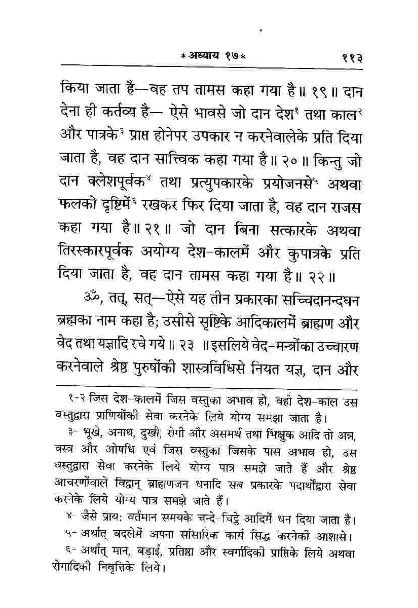 * अध्याय १७ * ११३
किया जाता है—वह तप तामस कहा गया है॥ १९॥ दान
देना ही कर्तव्य है— ऐसे भावसे जो दान देश¹ तथा काल²
और पात्रके³ प्राप्त होनेपर उपकार न करनेवालेके प्रति दिया
जाता है, वह दान सात्त्विक कहा गया है॥ २०॥ किन्तु जो
दान क्लेशपूर्वक⁴ तथा प्रत्युपकारके प्रयोजनसे⁵ अथवा
फलको दृष्टिमें⁶ रखकर फिर दिया जाता है, वह दान राजस
कहा गया है॥ २१॥ जो दान बिना सत्कारके अथवा
तिरस्कारपूर्वक अयोग्य देश-कालमें और कुपात्रके प्रति
दिया जाता है, वह दान तामस कहा गया है॥ २२॥
ॐ, तत्, सत्—ऐसे यह तीन प्रकारका सच्चिदानन्दघन
ब्रह्मका नाम कहा है; उसीसे सृष्टिके आदिकालमें ब्राह्मण और
वेद तथा यज्ञादि रचे गये॥ २३ ॥ इसलिये वेद-मन्त्रोंका उच्चारण
करनेवाले श्रेष्ठ पुरुषोंकी शास्त्रविधिसे नियत यज्ञ, दान और
१-२ जिस देश-कालमें जिस वस्तुका अभाव हो, वही देश-काल उस
वस्तुद्वारा प्राणियोंकी सेवा करनेके लिये योग्य समझा जाता है।
३- भूखे, अनाथ, दुःखी, रोगी और असमर्थ तथा भिक्षुक आदि तो अन्न,
वस्त्र और ओषधि एवं जिस वस्तुका जिसके पास अभाव हो, उस
वस्तुद्वारा सेवा करनेके लिये योग्य पात्र समझे जाते हैं और श्रेष्ठ
आचरणोंवाले विद्वान् ब्राह्मणजन धनादि सब प्रकारके पदार्थोंद्वारा सेवा
करनेके लिये योग्य पात्र समझे जाते हैं।
४- जैसे प्रायः वर्तमान समयके चन्दे-चिट्ठे आदिमें धन दिया जाता है।
५- अर्थात् बदलेमें अपना सांसारिक कार्य सिद्ध करनेकी आशासे।
६- अर्थात् मान, बड़ाई, प्रतिष्ठा और स्वर्गादिकी प्राप्तिके लिये अथवा
रोगादिकी निवृत्तिके लिये।